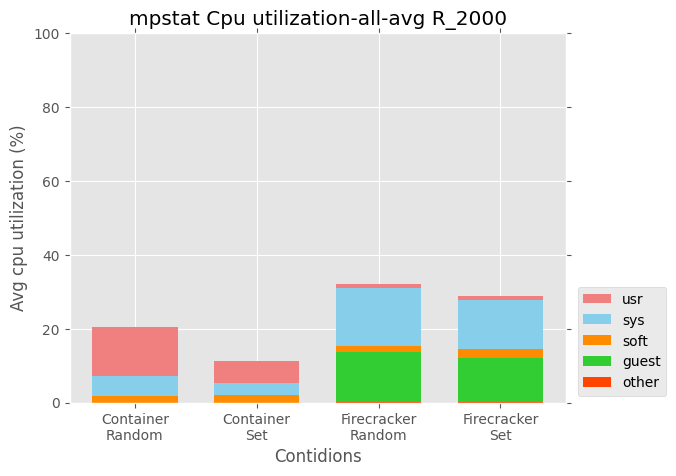 mpstat Cpu utilization-all-avg R_2000
100
80
60
40
20
0
Avg cpu utilization (%)
Container
Random
Container
Set
Firecracker
Random
Firecracker
Set
Contidions
usr
sys
soft
guest
other